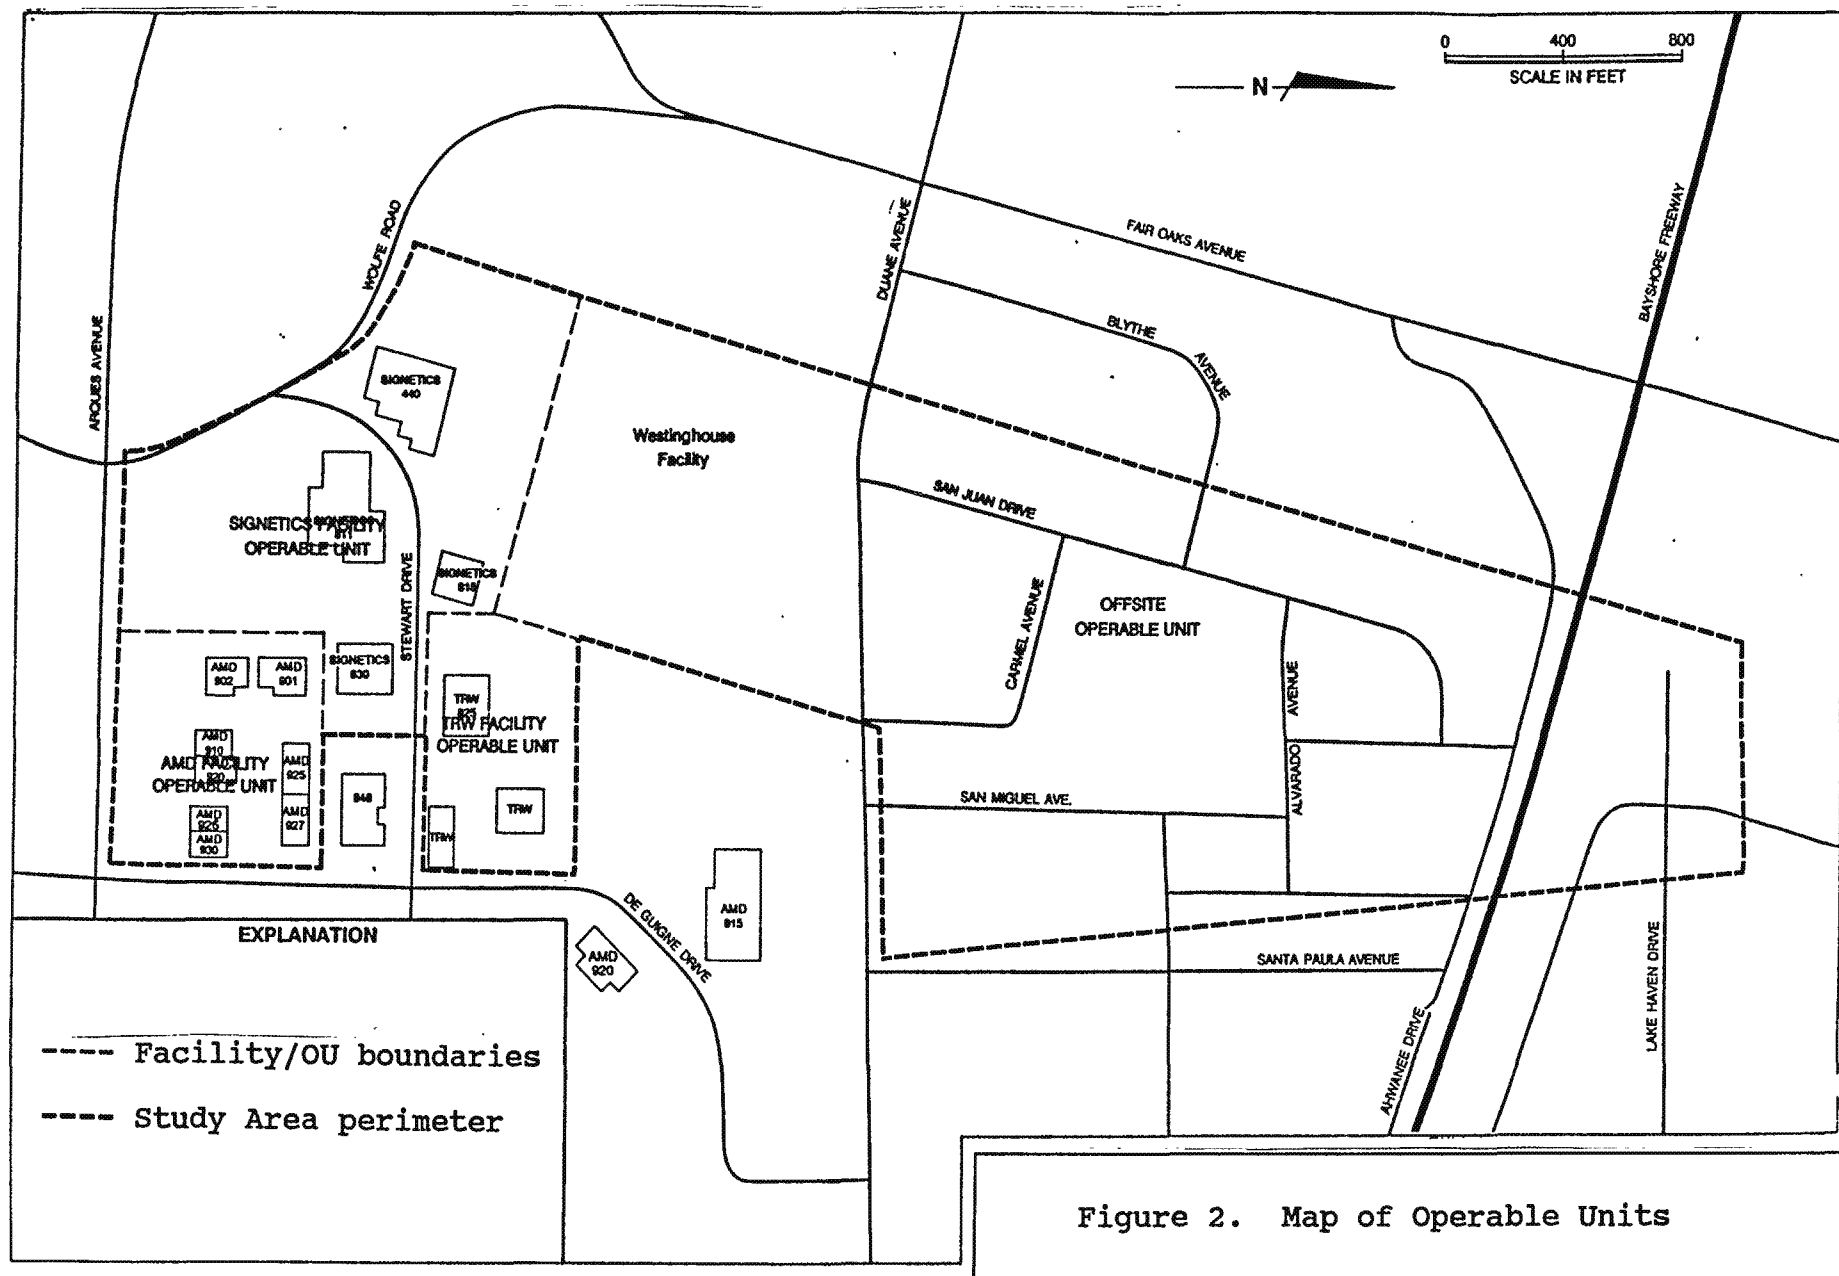 0 400 800
SCALE IN FEET
N
FAIR OAKS AVENUE
BAYSHORE FREEWAY
WOLFE ROAD
DUANE AVENUE
ARQUES AVENUE
BLYTHE
AVENUE
SIGNETICS
440
Westinghouse
Facility
SAN JUAN DRIVE
SIGNETICS FACILITY
OPERABLE UNIT
SIGNETICS
811
STEWART DRIVE
SIGNETICS
818
CARMEL AVENUE
OFFSITE
OPERABLE UNIT
AMD
902
AMD
901
SIGNETICS
830
TRW
825
TRW FACILITY
OPERABLE UNIT
ALVARADO AVENUE
AMD
910
920
AMD FACILITY
OPERABLE UNIT
AMD
925
AMD
927
AMD
926
AMD
930
848
TRW
TRW
SAN MIGUEL AVE.
DE GUIGNE DRIVE
AMD
915
AMD
920
SANTA PAULA AVENUE
AHWANEE DRIVE
LAKE HAVEN DRIVE
EXPLANATION
Facility/OU boundaries
Study Area perimeter
Figure 2. Map of Operable Units